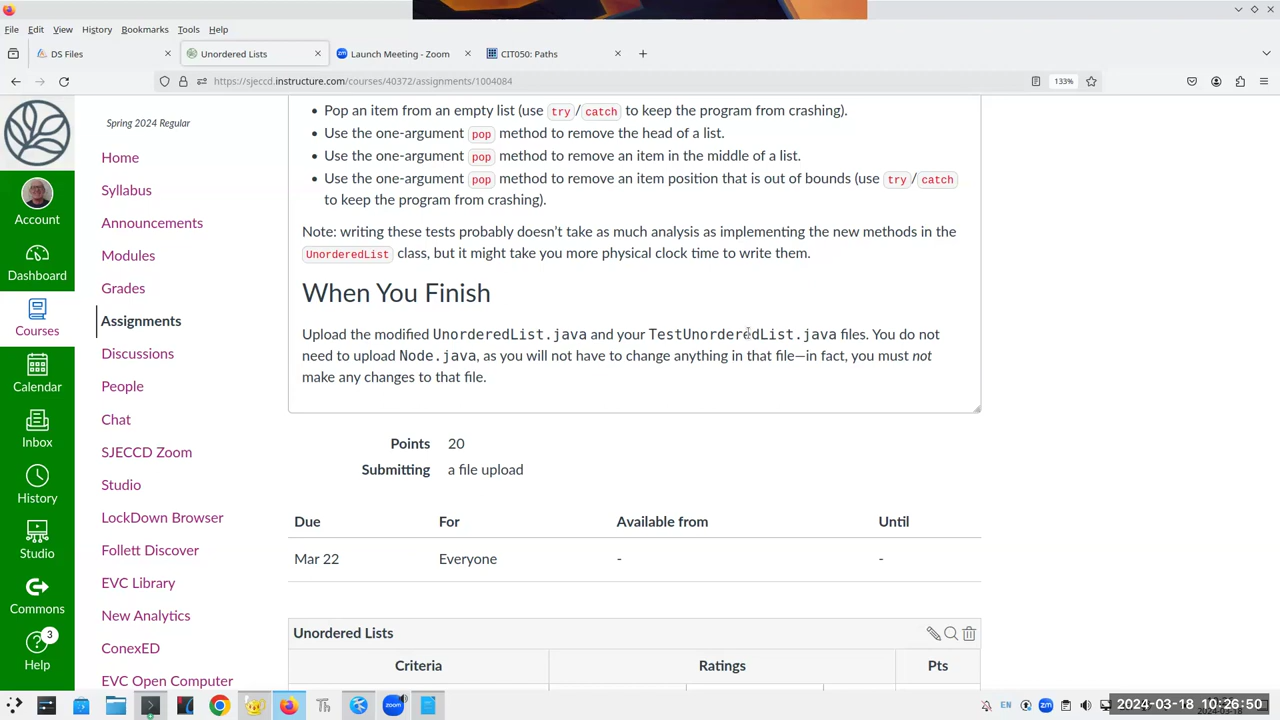 File Edit View History Bookmarks Tools Help
DS Files
Unordered Lists
Launch Meeting - Zoom
CIT050: Paths
https://sjeccd.instructure.com/courses/40372/assignments/1004084
133%
Account
Dashboard
Courses
Calendar
Inbox
History
Studio
Commons
3
Help
Spring 2024 Regular
Home
Syllabus
Announcements
Modules
Grades
Assignments
Discussions
People
Chat
SJECCD Zoom
Studio
LockDown Browser
Follett Discover
EVC Library
New Analytics
ConexED
EVC Open Computer
Pop an item from an empty list (use try/catch to keep the program from crashing).
Use the one-argument pop method to remove the head of a list.
Use the one-argument pop method to remove an item in the middle of a list.
Use the one-argument pop method to remove an item position that is out of bounds (use try/catch
to keep the program from crashing).
Note: writing these tests probably doesn't take as much analysis as implementing the new methods in the
UnorderedList class, but it might take you more physical clock time to write them.
When You Finish
Upload the modified UnorderedList.java and your TestUnorderedList.java files. You do not
need to upload Node.java, as you will not have to change anything in that file—in fact, you must not
make any changes to that file.
Points 20
Submitting a file upload
Due For Available from Until
Mar 22 Everyone - -
Unordered Lists
Criteria Ratings Pts
Th
zoom
EN
zm
2024-03-18 10:26:50